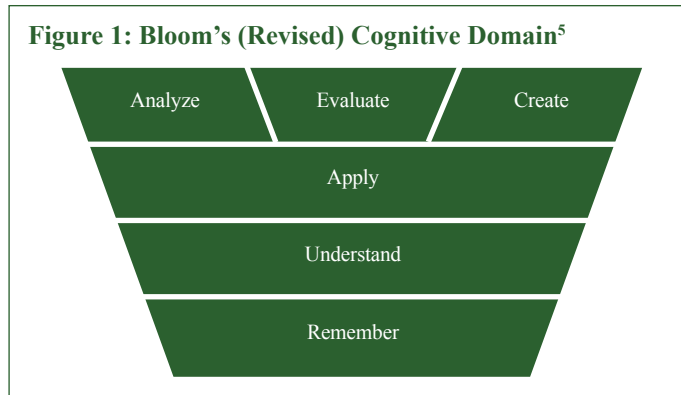 Figure 1: Bloom’s (Revised) Cognitive Domain⁵
Analyze Evaluate Create
Apply
Understand
Remember